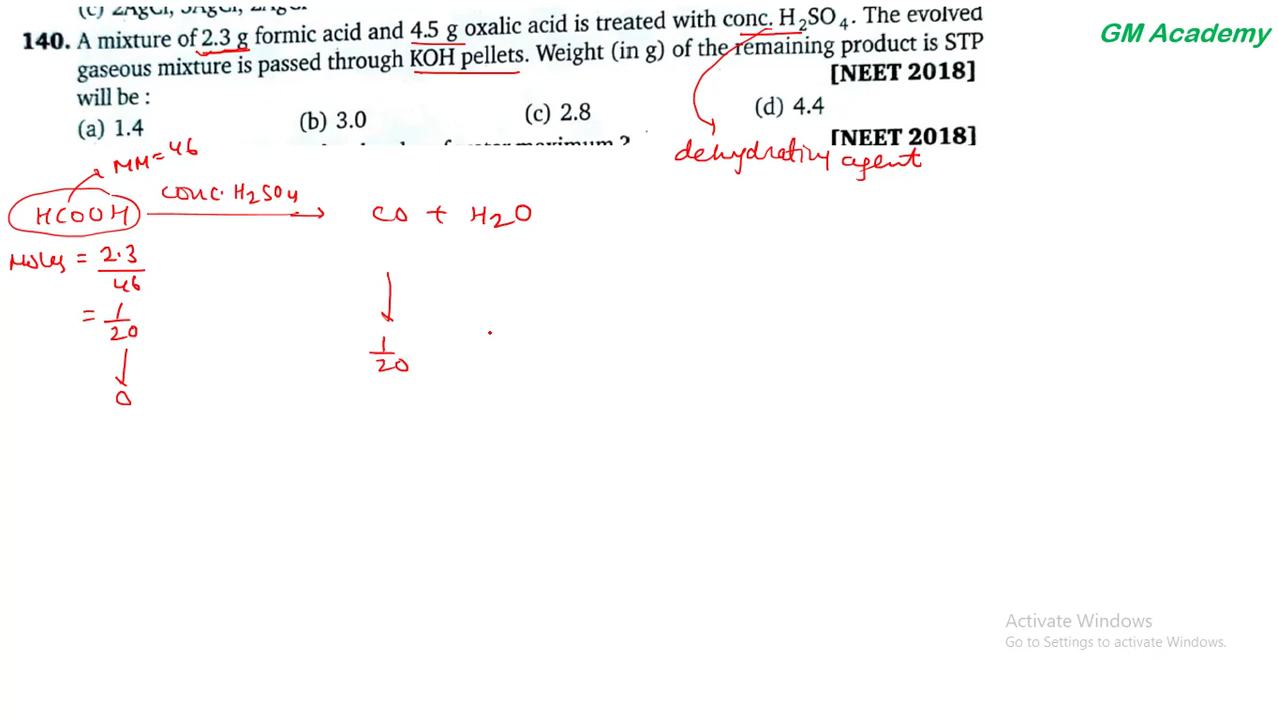 GM Academy
140. A mixture of 2.3 g formic acid and 4.5 g oxalic acid is treated with conc. H₂SO₄. The evolved
gaseous mixture is passed through KOH pellets. Weight (in g) of the remaining product is STP
will be : [NEET 2018]
(a) 1.4 (b) 3.0 (c) 2.8 (d) 4.4
[NEET 2018]
dehydrating agent
MM = 46
HCOOH conc. H₂SO₄ CO + H₂O
Moles = 2.3/46
= 1/20
1/20
0
Activate Windows
Go to Settings to activate Windows.